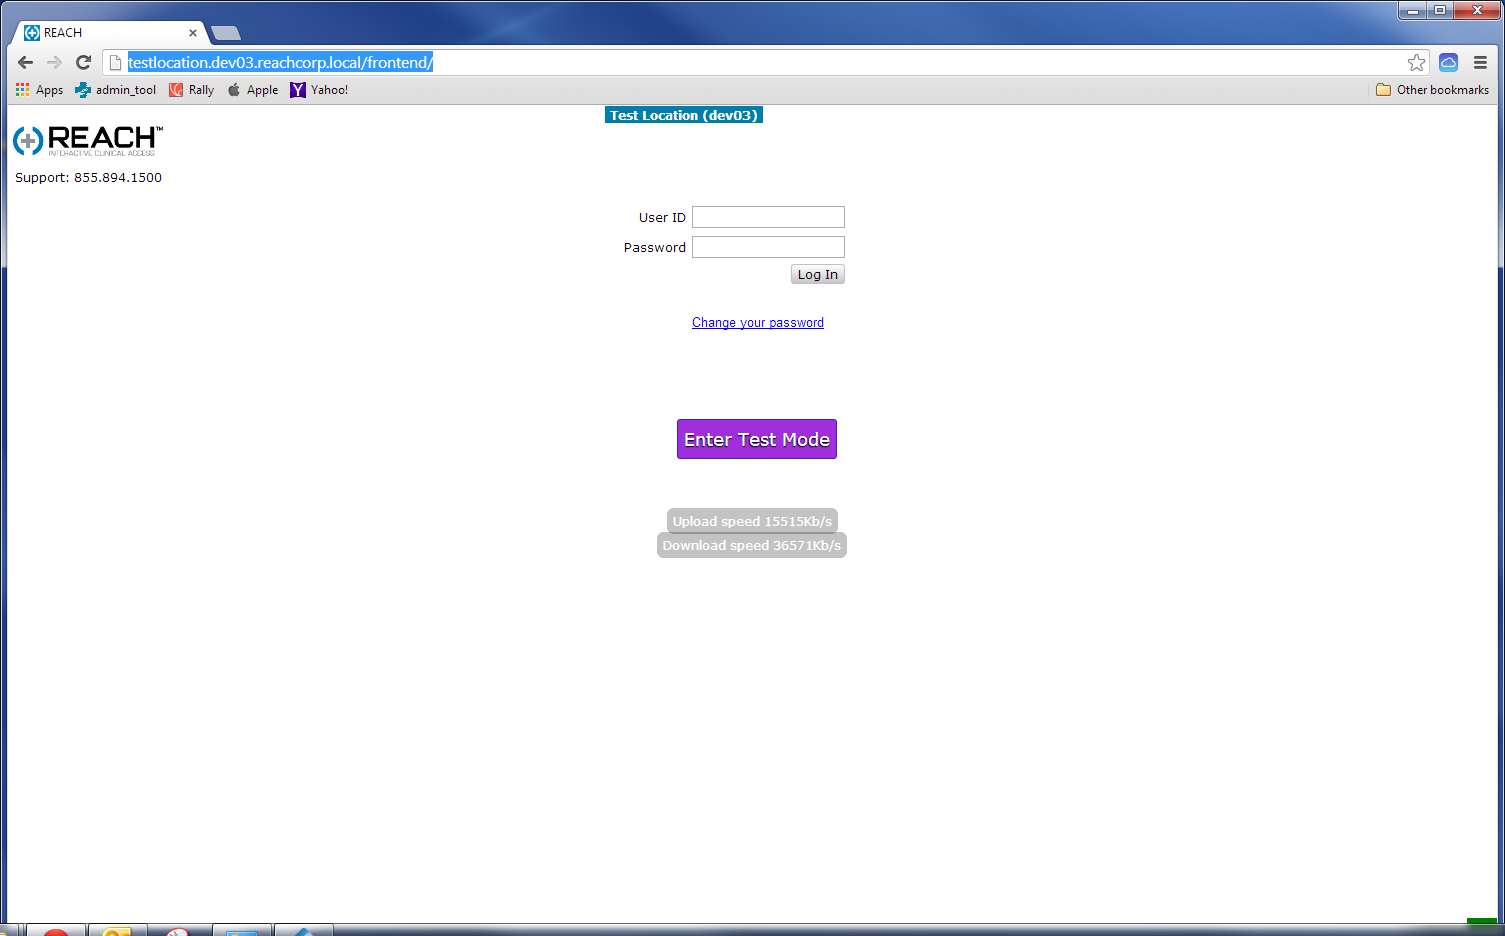 REACH
testlocation.dev03.reachcorp.local/frontend/
Apps admin_tool Rally Apple Yahoo! Other bookmarks
Test Location (dev03)
REACH™
INTERACTIVE CLINICAL ACCESS
Support: 855.894.1500
User ID
Password
Log In
Change your password
Enter Test Mode
Upload speed 15515Kb/s
Download speed 36571Kb/s